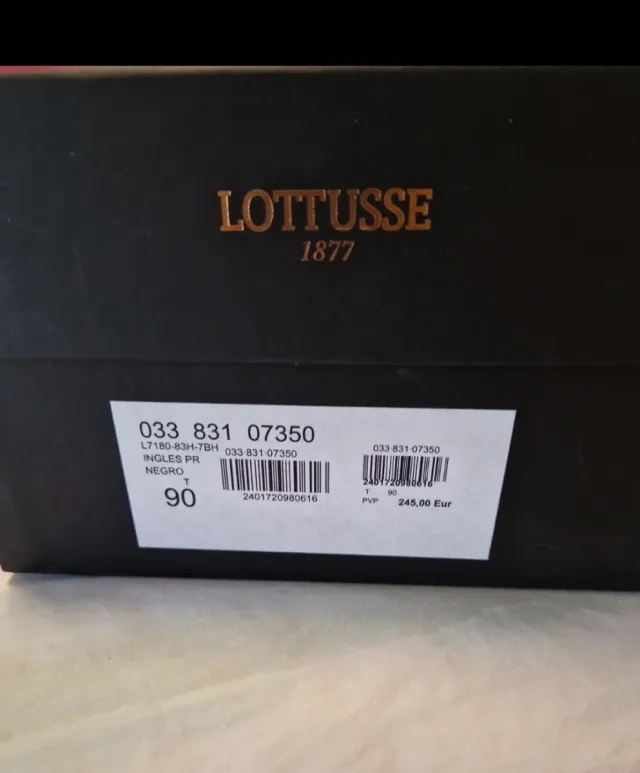 LOTTUSSE
1877
033 831 07350
L7180-83H-7BH
033-831-07350
INGLES PR
NEGRO
T
90
2401720980616
033-831-07350
2401720980616
T 90
PVP 245,00 Eur